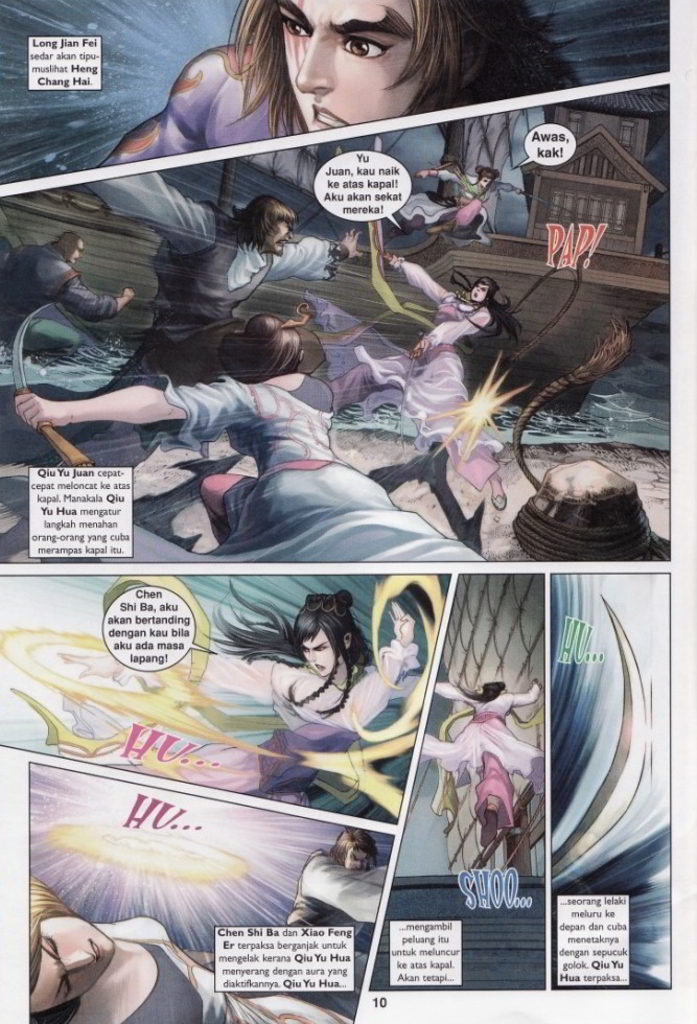 Long Jian Fei
sedar akan tipu-
muslihat Heng
Chang Hai.
Awas,
kak!
Yu
Juan, kau naik
ke atas kapal!
Aku akan sekat
mereka!
PAP!
Qiu Yu Juan cepat-
cepat meloncat ke atas
kapal. Manakala Qiu
Yu Hua mengatur
langkah menahan
orang-orang yang cuba
merampas kapal itu.
Chen
Shi Ba, aku
akan bertanding
dengan kau bila
aku ada masa
lapang!
HU...
HU...
Chen Shi Ba dan Xiao Feng
Er terpaksa berganjak untuk
mengelak kerana Qiu Yu Hua
menyerang dengan aura yang
diaktifkannya. Qiu Yu Hua...
SHOO...
...mengambil
peluang itu
untuk meluncur
ke atas kapal.
Akan tetapi...
HU...
...seorang lelaki
meluru ke
depan dan cuba
menetaknya
dengan sepucuk
golok. Qiu Yu
Hua terpaksa...
10